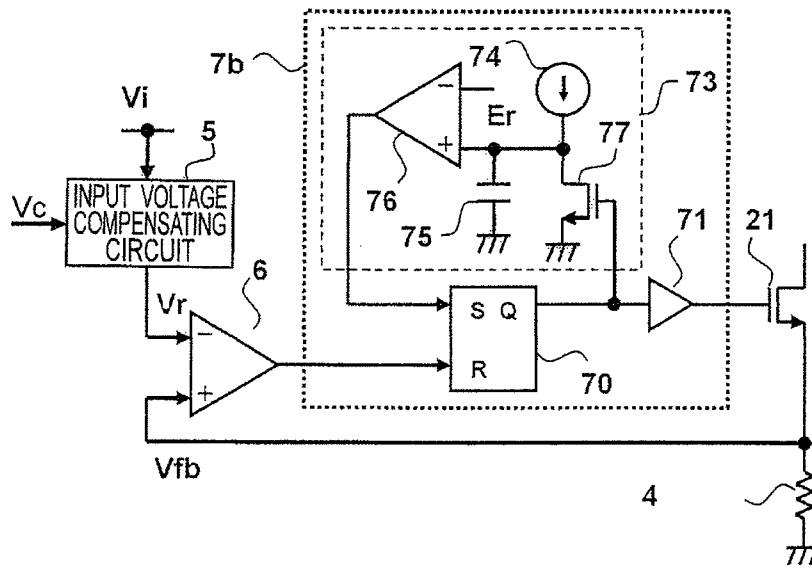 7b
74
73
Vi
Er
77
5
INPUT VOLTAGE
COMPENSATING
CIRCUIT
Vc
−
+
76
75
71
21
Vr
6
−
+
S Q
R
70
Vfb
4